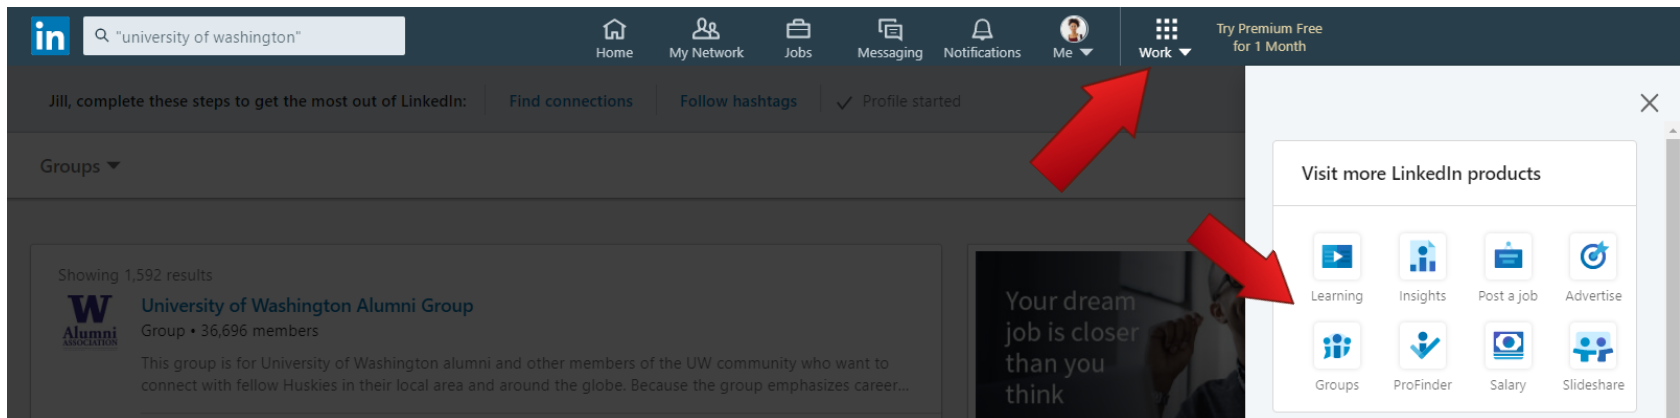 in
"university of washington"
Home
My Network
Jobs
Messaging
Notifications
Me
Work
Try Premium Free
for 1 Month
Jill, complete these steps to get the most out of LinkedIn:
Find connections
Follow hashtags
Profile started
Groups
Showing 1,592 results
W
Alumni
ASSOCIATION
University of Washington Alumni Group
Group • 36,696 members
This group is for University of Washington alumni and other members of the UW community who want to
connect with fellow Huskies in their local area and around the globe. Because the group emphasizes career...
Your dream
job is closer
than you
think
Visit more LinkedIn products
Learning
Insights
Post a job
Advertise
Groups
ProFinder
Salary
Slideshare